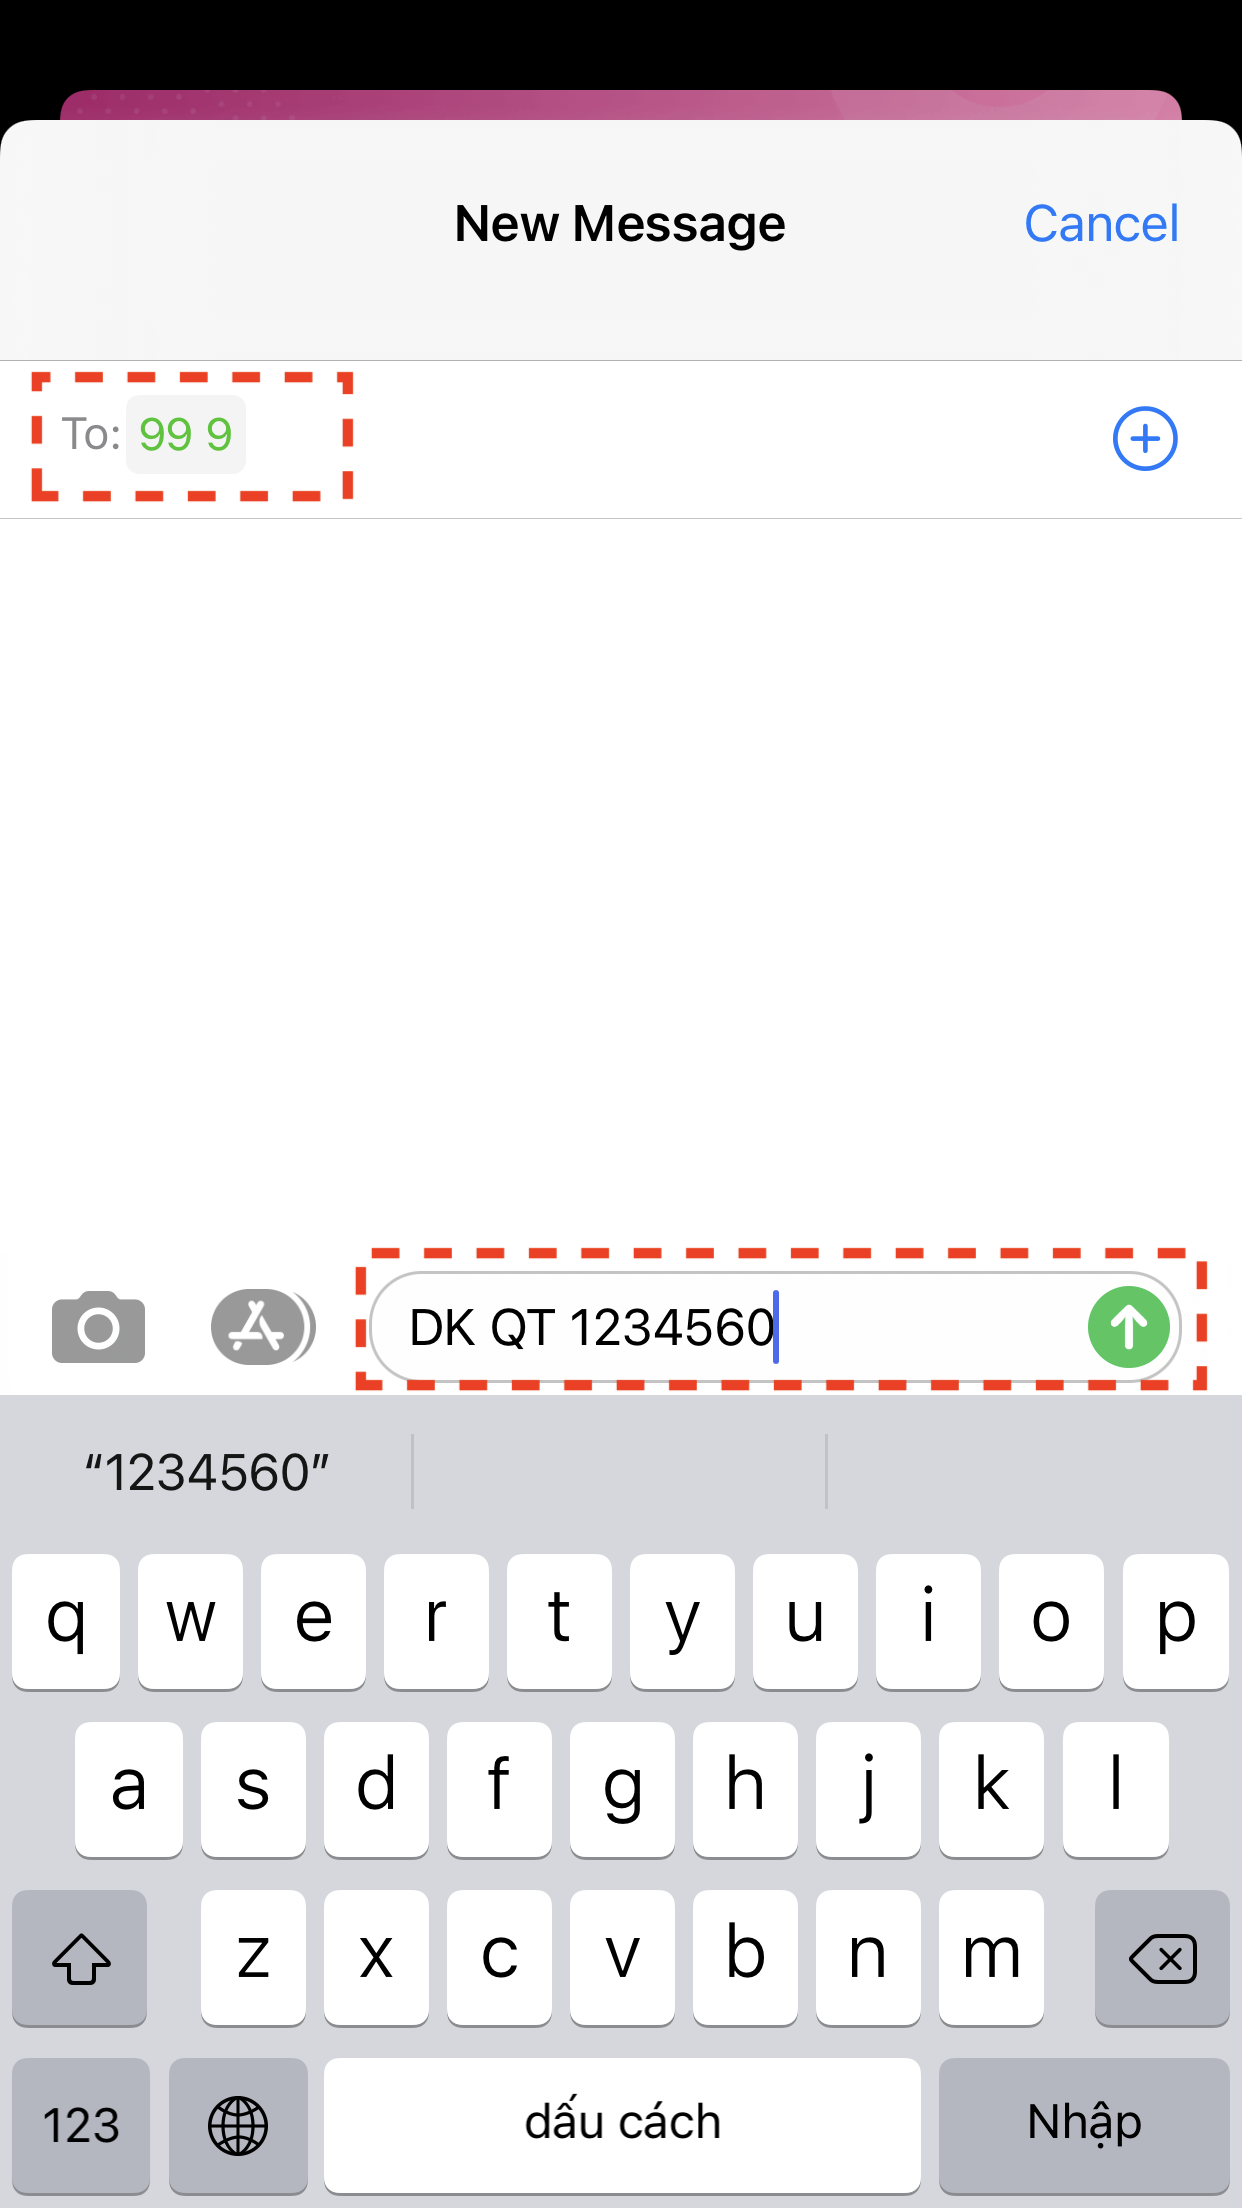 New Message
Cancel
To: 99 9
DK QT 1234560
“1234560”
q w e r t y u i o p
a s d f g h j k l
z x c v b n m
123 dấu cách Nhập